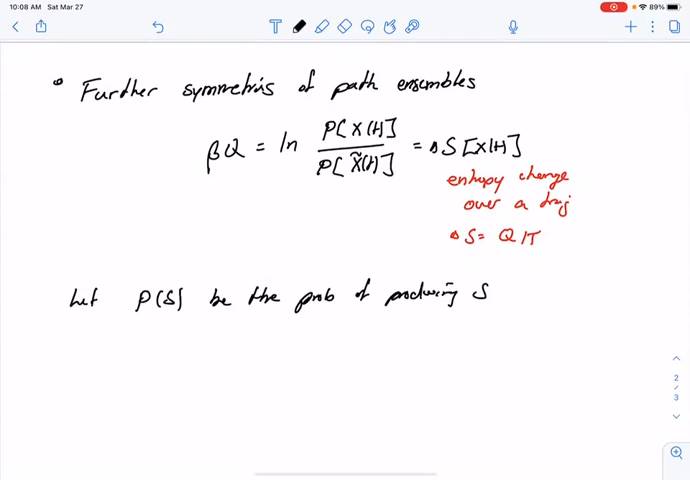 10:08 AM Sat Mar 27
89%
• Further symmetries of path ensembles
βQ = ln P[X(t)] / P[X̃(t)] = ΔS[X(t)]
entropy change
over a traj
ΔS = Q/T
Let P(S) be the prob of producing S
2
/
3